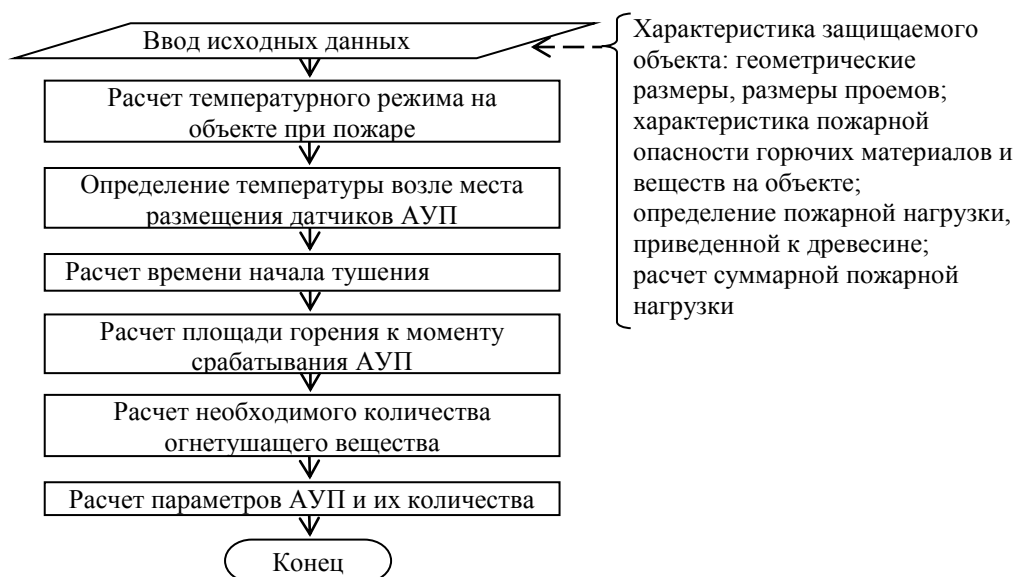 Ввод исходных данных
Расчет температурного режима на
объекте при пожаре
Определение температуры возле места
размещения датчиков АУП
Расчет времени начала тушения
Расчет площади горения к моменту
срабатывания АУП
Расчет необходимого количества
огнетушащего вещества
Расчет параметров АУП и их количества
Конец
Характеристика защищаемого
объекта: геометрические
размеры, размеры проемов;
характеристика пожарной
опасности горючих материалов и
веществ на объекте;
определение пожарной нагрузки,
приведенной к древесине;
расчет суммарной пожарной
нагрузки